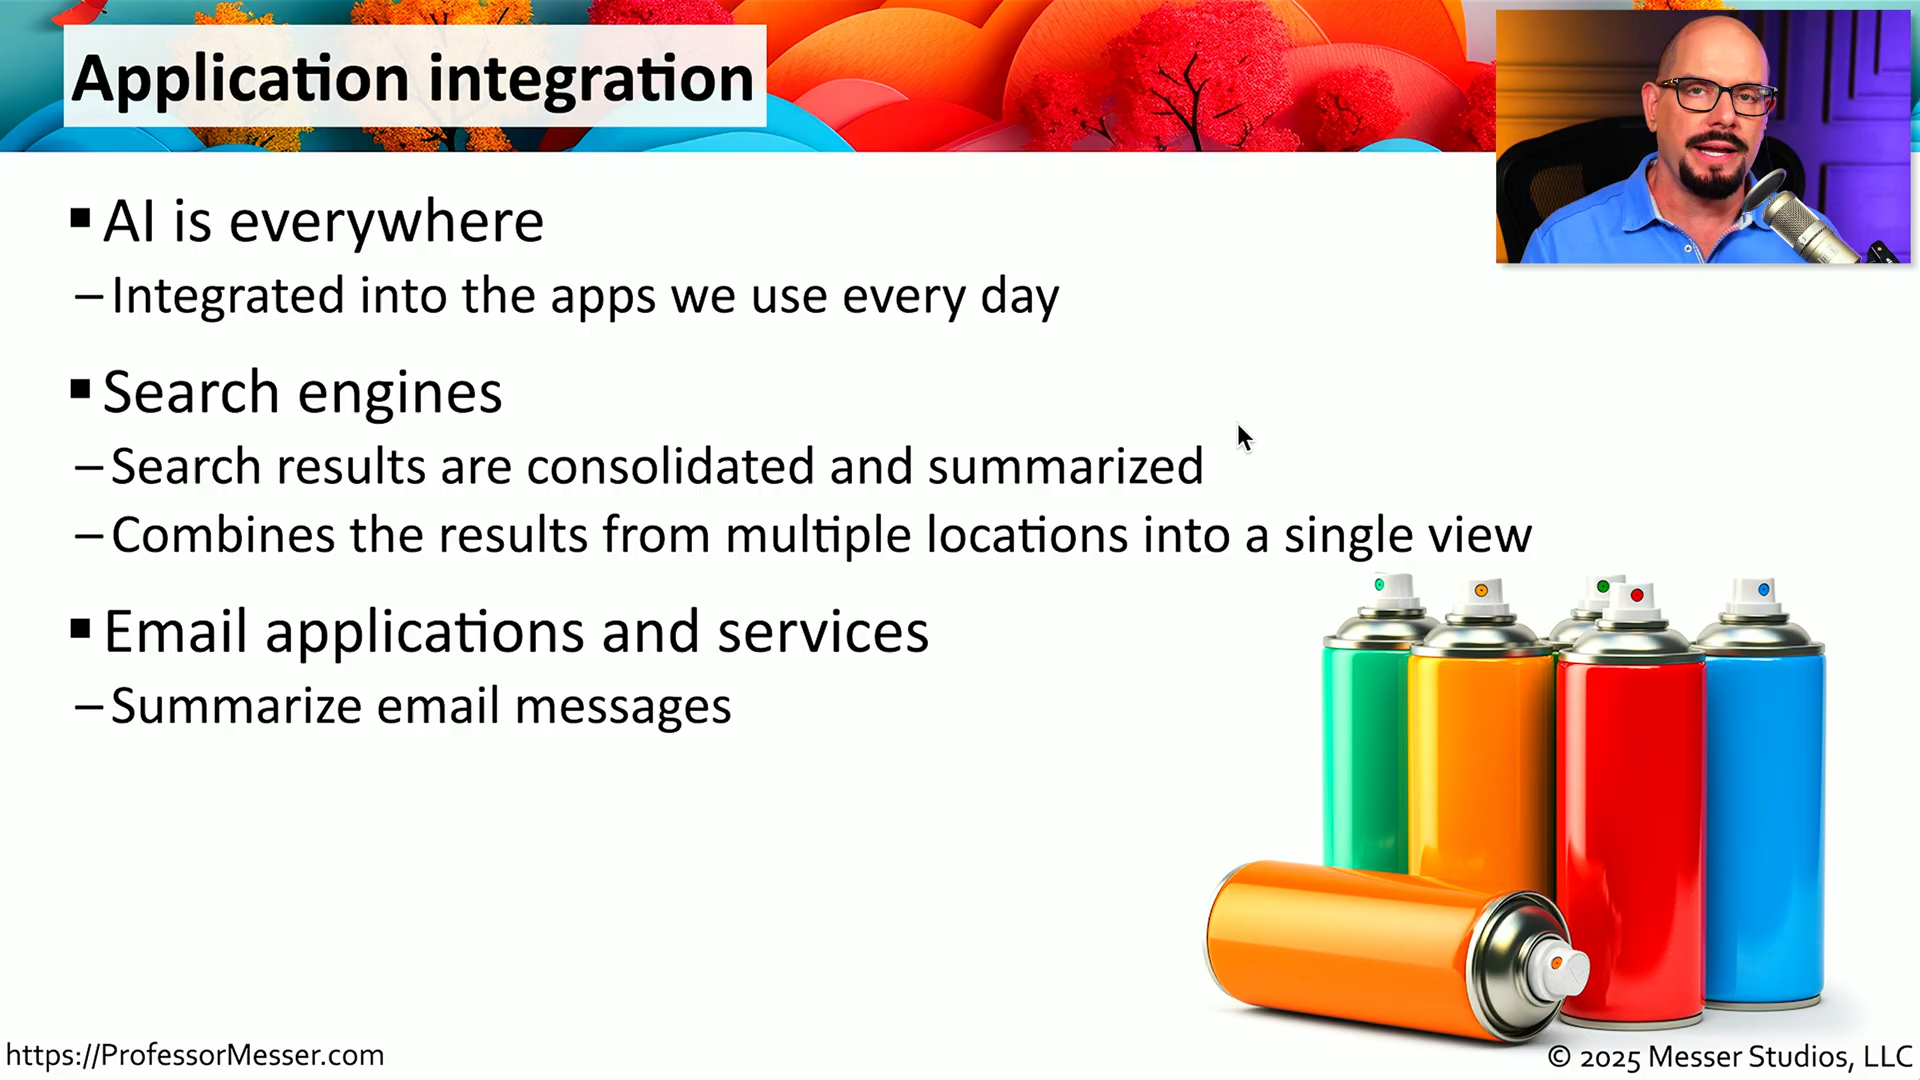 Application integration
▪ AI is everywhere
– Integrated into the apps we use every day
▪ Search engines
– Search results are consolidated and summarized
– Combines the results from multiple locations into a single view
▪ Email applications and services
– Summarize email messages
https://ProfessorMesser.com
© 2025 Messer Studios, LLC